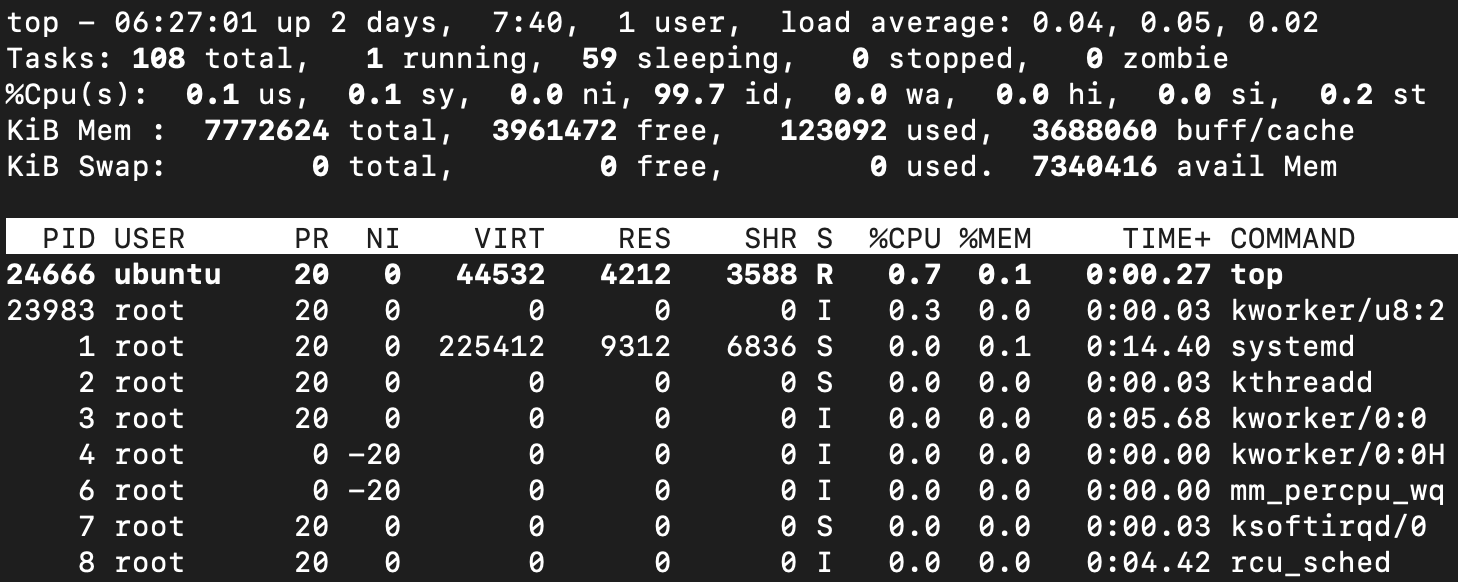 top - 06:27:01 up 2 days,  7:40,  1 user,  load average: 0.04, 0.05, 0.02
Tasks: 108 total,   1 running,  59 sleeping,   0 stopped,   0 zombie
%Cpu(s):  0.1 us,  0.1 sy,  0.0 ni, 99.7 id,  0.0 wa,  0.0 hi,  0.0 si,  0.2 st
KiB Mem :  7772624 total,  3961472 free,   123092 used,  3688060 buff/cache
KiB Swap:        0 total,        0 free,        0 used.  7340416 avail Mem
  PID USER      PR  NI    VIRT    RES    SHR S  %CPU %MEM     TIME+ COMMAND
24666 ubuntu    20   0   44532   4212   3588 R   0.7  0.1   0:00.27 top
23983 root      20   0       0      0      0 I   0.3  0.0   0:00.03 kworker/u8:2
    1 root      20   0  225412   9312   6836 S   0.0  0.1   0:14.40 systemd
    2 root      20   0       0      0      0 S   0.0  0.0   0:00.03 kthreadd
    3 root      20   0       0      0      0 I   0.0  0.0   0:05.68 kworker/0:0
    4 root       0 -20       0      0      0 I   0.0  0.0   0:00.00 kworker/0:0H
    6 root       0 -20       0      0      0 I   0.0  0.0   0:00.00 mm_percpu_wq
    7 root      20   0       0      0      0 S   0.0  0.0   0:00.03 ksoftirqd/0
    8 root      20   0       0      0      0 I   0.0  0.0   0:04.42 rcu_sched